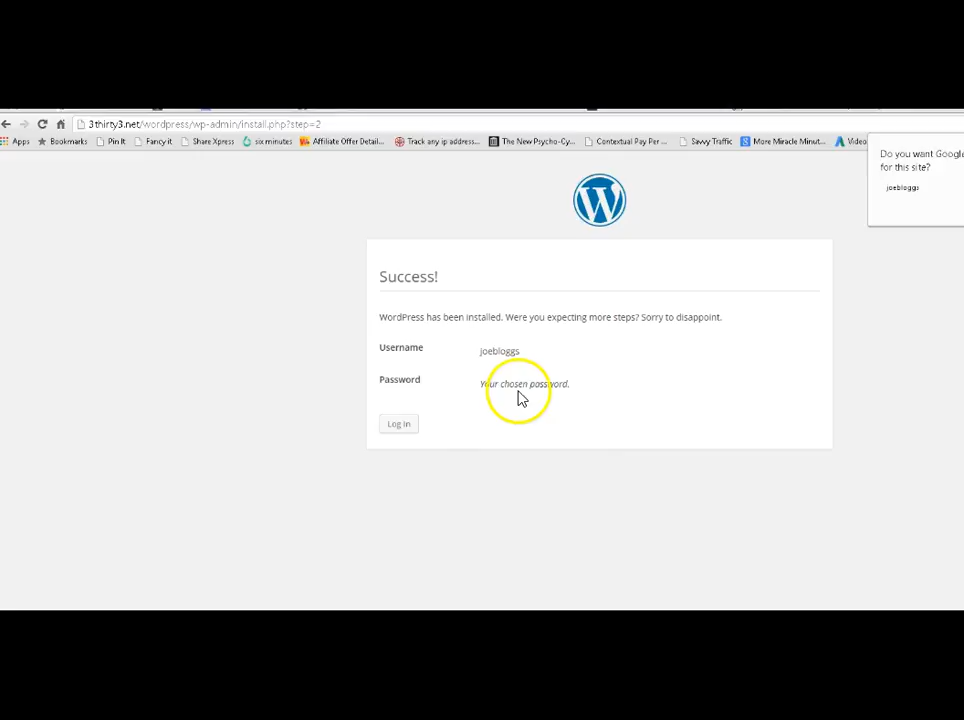 3thirty3.net/wordpress/wp-admin/install.php?step=2
Apps Bookmarks Pin It Fancy it Share Xpress six minutes Affiliate Offer Detail... Track any ip address... The New Psycho-Cy... Contextual Pay Per ... Savvy Traffic More Miracle Minut... Video
Do you want Google
for this site?
joebloggs
Success!
WordPress has been installed. Were you expecting more steps? Sorry to disappoint.
Username joebloggs
Password Your chosen password.
Log In